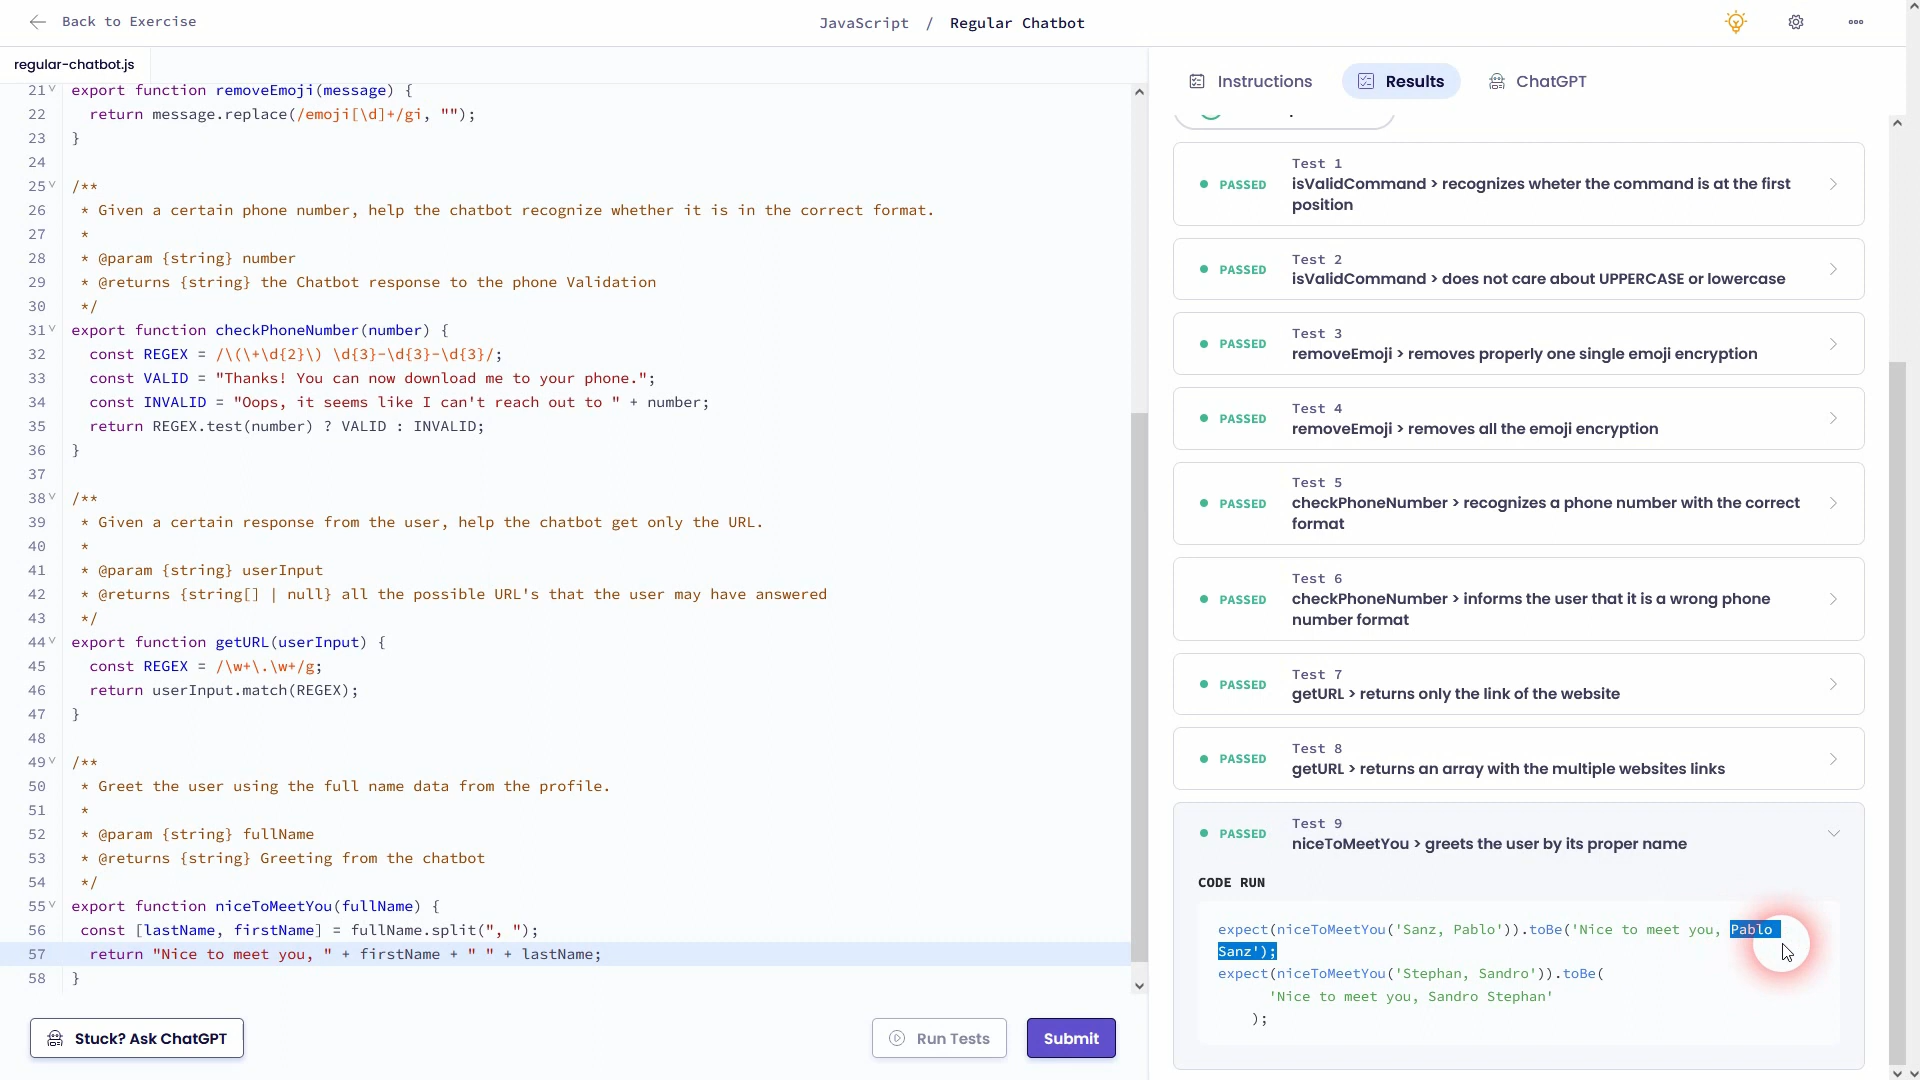 Back to Exercise
JavaScript / Regular Chatbot
regular-chatbot.js
Instructions
Results
ChatGPT
21 export function removeEmoji(message) {
22   return message.replace(/emoji[\d]+/gi, "");
23 }
24
25 /**
26  * Given a certain phone number, help the chatbot recognize whether it is in the correct format.
27  *
28  * @param {string} number
29  * @returns {string} the Chatbot response to the phone Validation
30  */
31 export function checkPhoneNumber(number) {
32   const REGEX = /\(\+\d{2}\) \d{3}-\d{3}-\d{3}/;
33   const VALID = "Thanks! You can now download me to your phone.";
34   const INVALID = "Oops, it seems like I can't reach out to " + number;
35   return REGEX.test(number) ? VALID : INVALID;
36 }
37
38 /**
39  * Given a certain response from the user, help the chatbot get only the URL.
40  *
41  * @param {string} userInput
42  * @returns {string[] | null} all the possible URL's that the user may have answered
43  */
44 export function getURL(userInput) {
45   const REGEX = /\w+\.\w+/g;
46   return userInput.match(REGEX);
47 }
48
49 /**
50  * Greet the user using the full name data from the profile.
51  *
52  * @param {string} fullName
53  * @returns {string} Greeting from the chatbot
54  */
55 export function niceToMeetYou(fullName) {
56  const [lastName, firstName] = fullName.split(", ");
57   return "Nice to meet you, " + firstName + " " + lastName;
58 }
Stuck? Ask ChatGPT
Run Tests
Submit
Test 1
PASSED
isValidCommand > recognizes wheter the command is at the first
position
Test 2
PASSED
isValidCommand > does not care about UPPERCASE or lowercase
Test 3
PASSED
removeEmoji > removes properly one single emoji encryption
Test 4
PASSED
removeEmoji > removes all the emoji encryption
Test 5
PASSED
checkPhoneNumber > recognizes a phone number with the correct
format
Test 6
PASSED
checkPhoneNumber > informs the user that it is a wrong phone
number format
Test 7
PASSED
getURL > returns only the link of the website
Test 8
PASSED
getURL > returns an array with the multiple websites links
Test 9
PASSED
niceToMeetYou > greets the user by its proper name
CODE RUN
expect(niceToMeetYou('Sanz, Pablo')).toBe('Nice to meet you, Pablo
Sanz');
expect(niceToMeetYou('Stephan, Sandro')).toBe(
'Nice to meet you, Sandro Stephan'
);